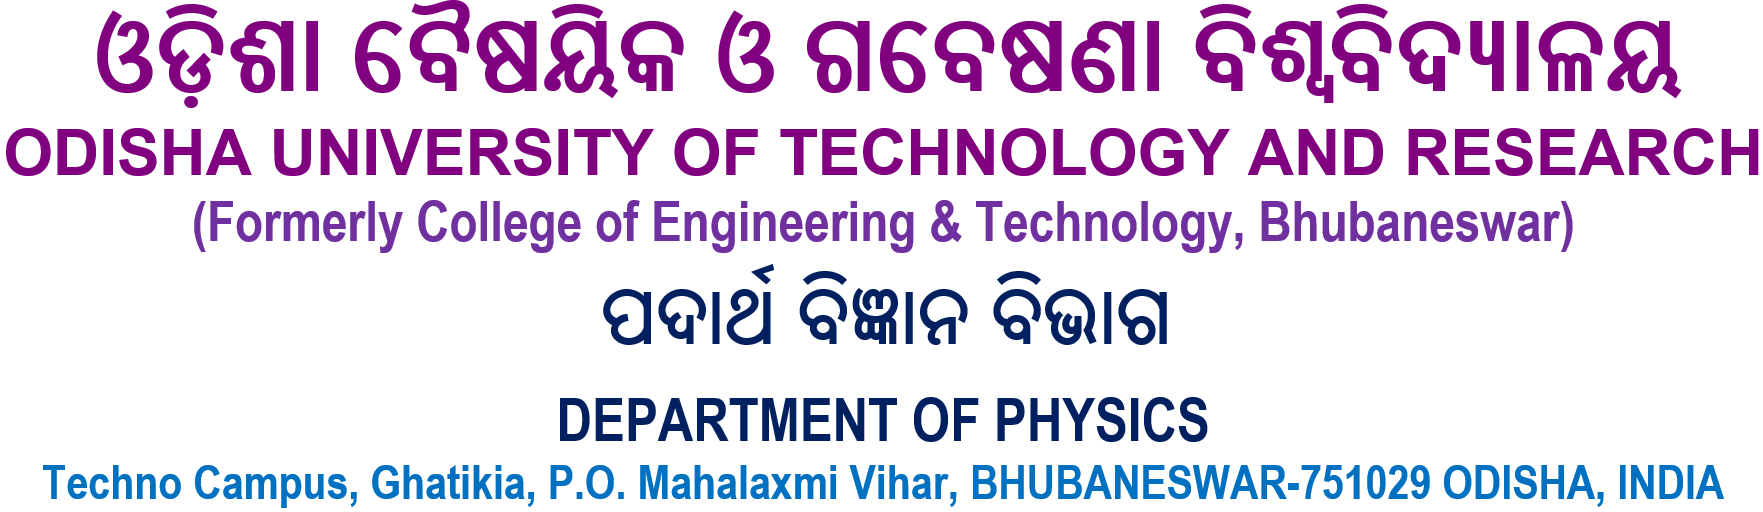 ଓଡ଼ିଶା ବୈଷୟିକ ଓ ଗବେଷଣା ବିଶ୍ୱବିଦ୍ୟାଳୟ
ODISHA UNIVERSITY OF TECHNOLOGY AND RESEARCH
(Formerly College of Engineering & Technology, Bhubaneswar)
ପଦାର୍ଥ ବିଜ୍ଞାନ ବିଭାଗ
DEPARTMENT OF PHYSICS
Techno Campus, Ghatikia, P.O. Mahalaxmi Vihar, BHUBANESWAR-751029 ODISHA, INDIA